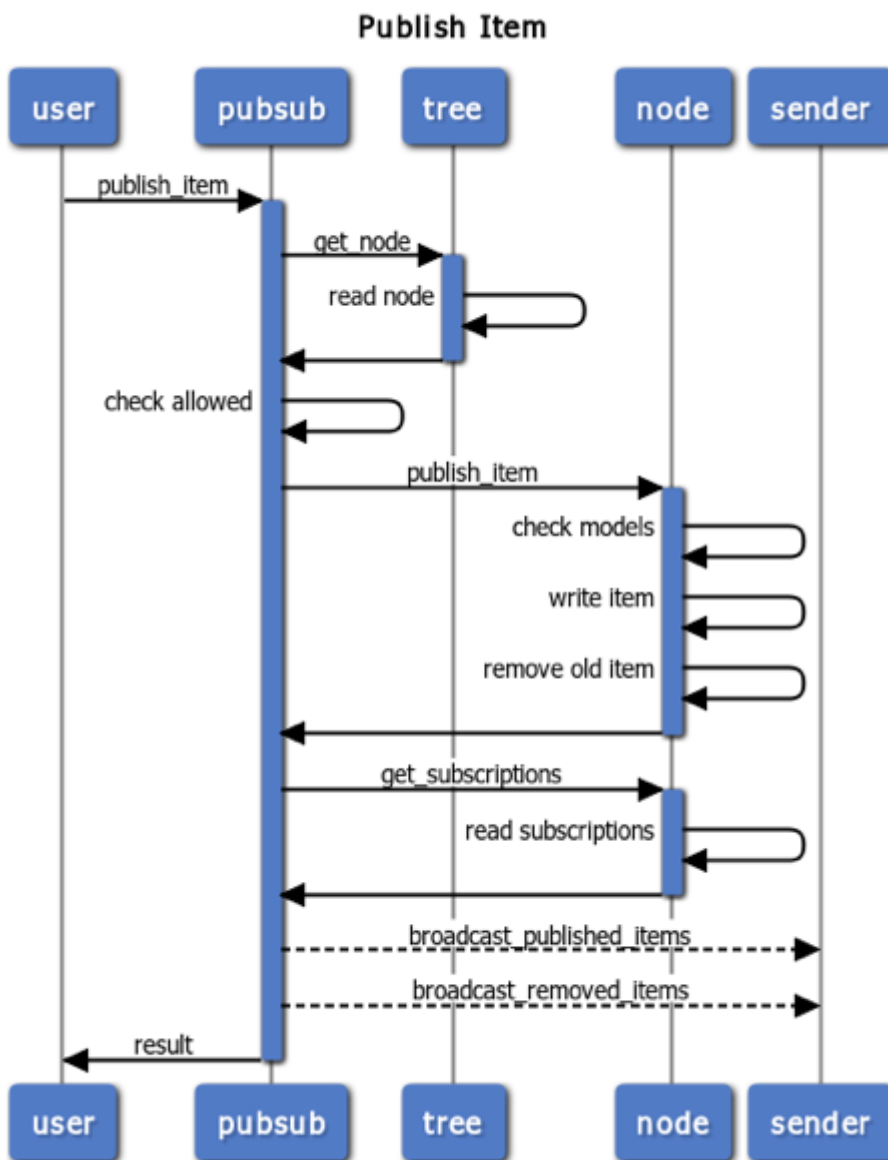 Publish Item
user pubsub tree node sender
publish_item
get_node
read node
check allowed
publish_item
check models
write item
remove old item
get_subscriptions
read subscriptions
broadcast_published_items
broadcast_removed_items
result
user pubsub tree node sender